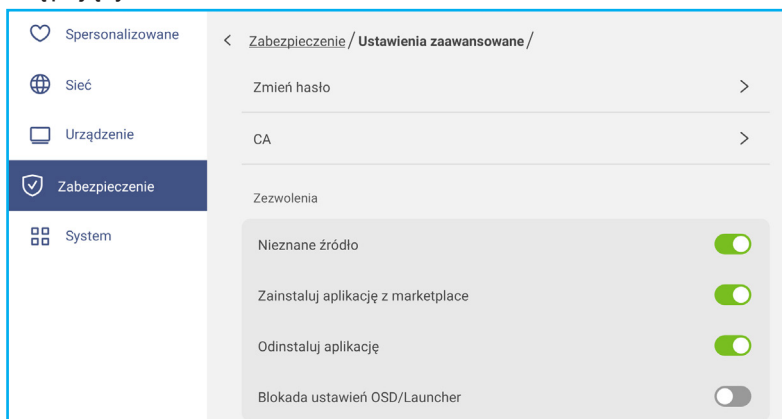 Spersonalizowane
Sieć
Urządzenie
Zabezpieczenie
System
Zabezpieczenie / Ustawienia zaawansowane /
Zmień hasło
CA
Zezwolenia
Nieznane źródło
Zainstaluj aplikację z marketplace
Odinstaluj aplikację
Blokada ustawień OSD/Launcher